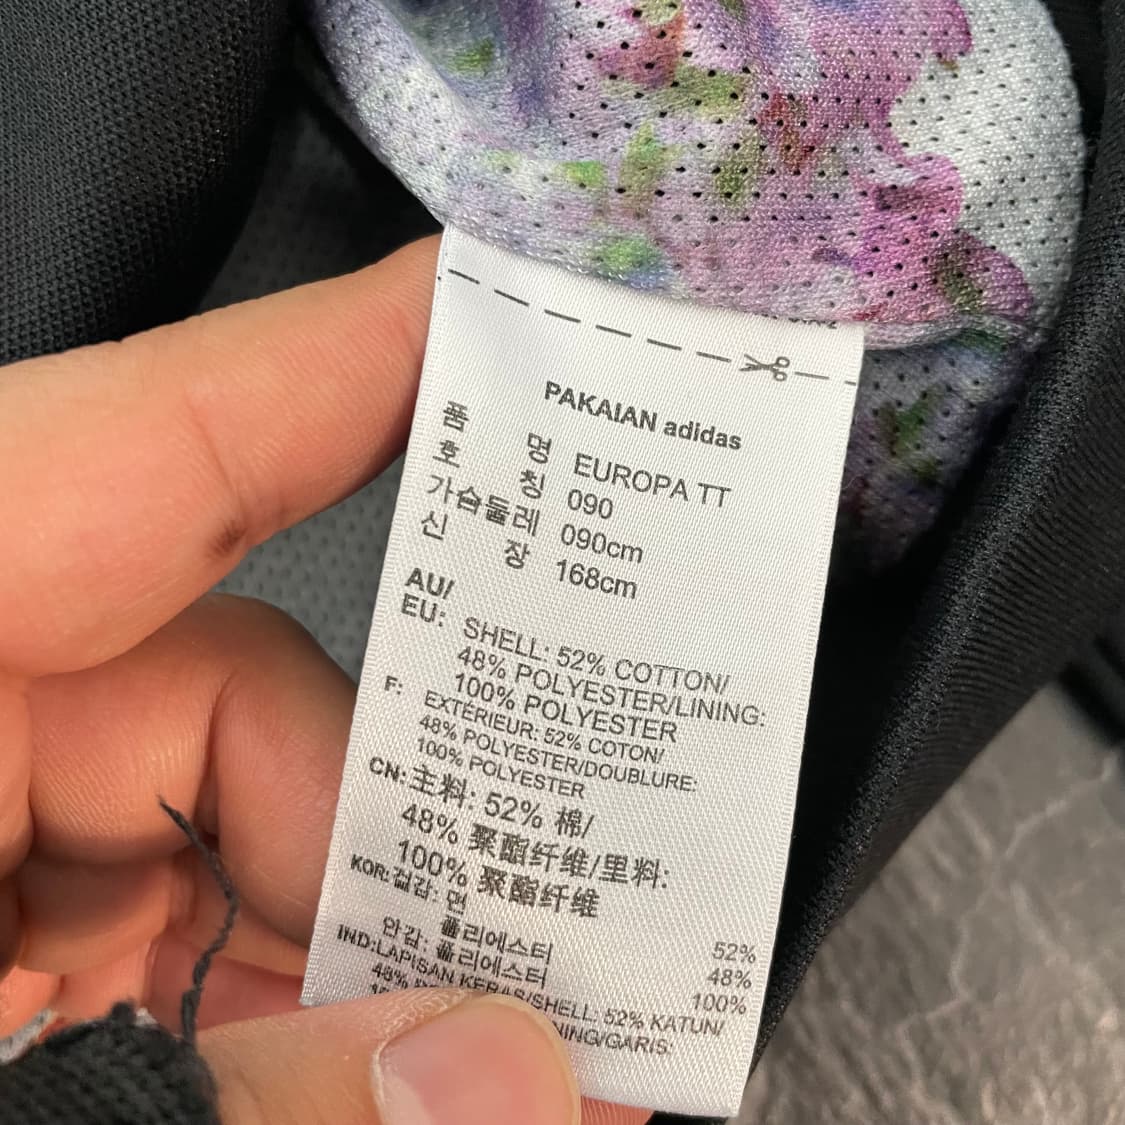 PAKAIAN adidas
품 명 EUROPA TT
호 칭 090
가슴둘레 090cm
신 장 168cm
AU/
EU: SHELL: 52% COTTON/
48% POLYESTER/LINING:
100% POLYESTER
F: EXTÉRIEUR: 52% COTON/
48% POLYESTER/DOUBLURE:
100% POLYESTER
CN: 主料: 52% 棉/
48% 聚酯纤维/里料:
100% 聚酯纤维
KOR: 겉감: 면 52%
폴리에스터 48%
안감: 폴리에스터 100%
IND:LAPISAN KERAS/SHELL: 52% KATUN/
48%